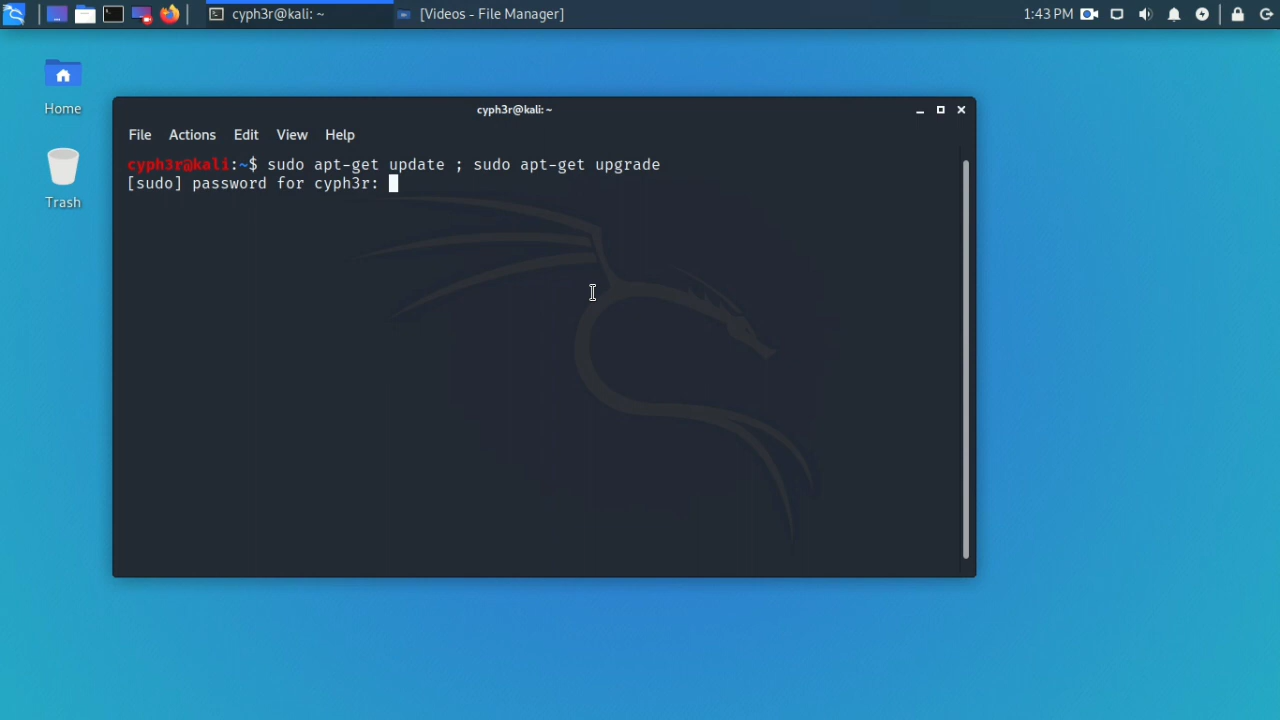 cyph3r@kali: ~
[Videos - File Manager]
1:43 PM
Home
Trash
cyph3r@kali: ~
File Actions Edit View Help
cyph3r@kali:~$ sudo apt-get update ; sudo apt-get upgrade
[sudo] password for cyph3r: